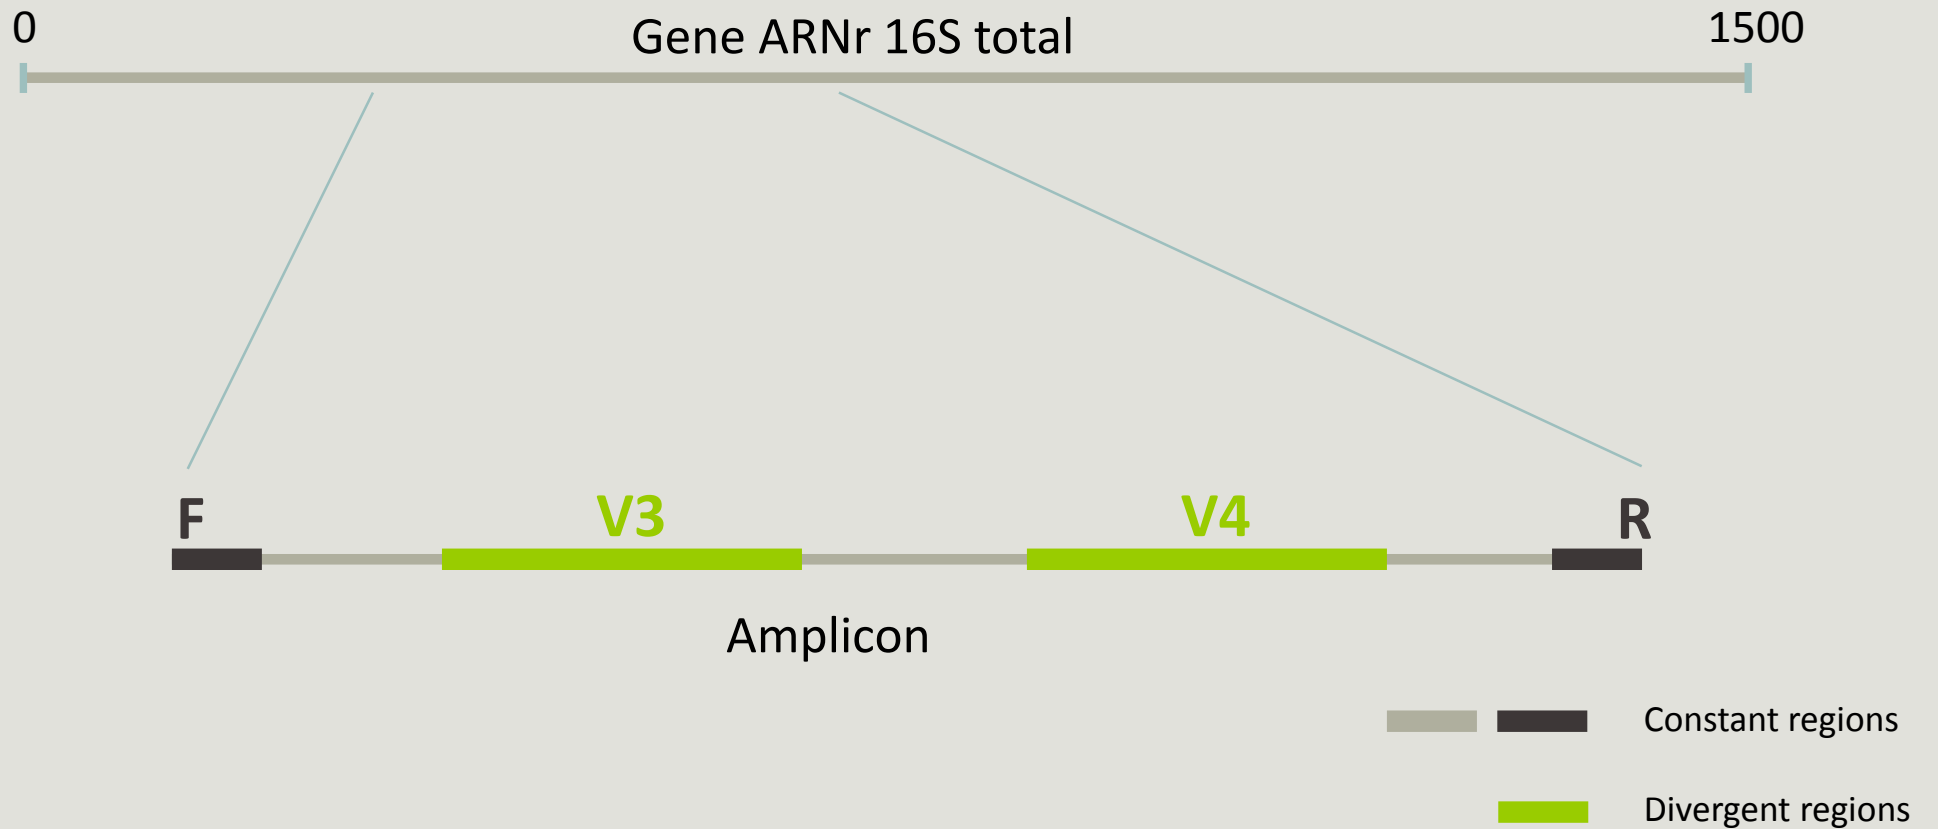 0
Gene ARNr 16S total
1500
F
V3
V4
R
Amplicon
Constant regions
Divergent regions